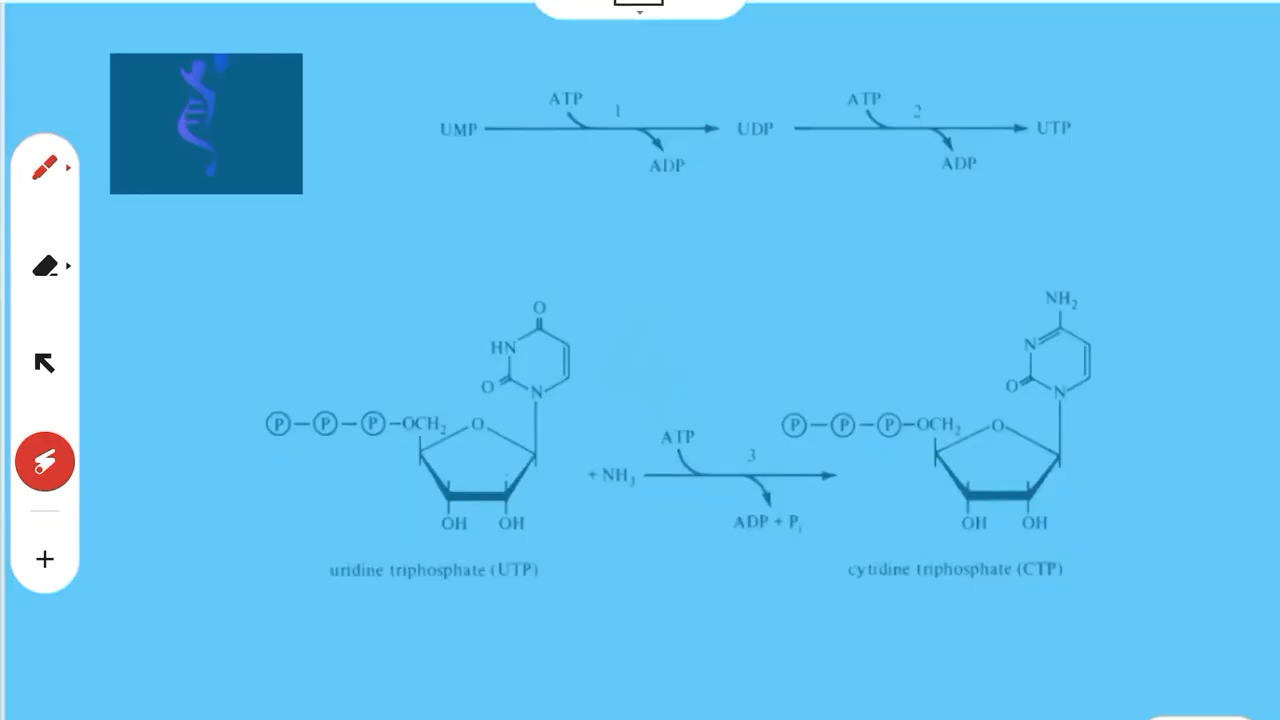 ATP 1 ATP 2
UMP UDP UTP
ADP ADP
NH₂
O
HN N
O N O N
P P P OCH₂ O P P P OCH₂ O
ATP
3
+ NH₃
ADP + Pᵢ
OH OH OH OH
uridine triphosphate (UTP) cytidine triphosphate (CTP)